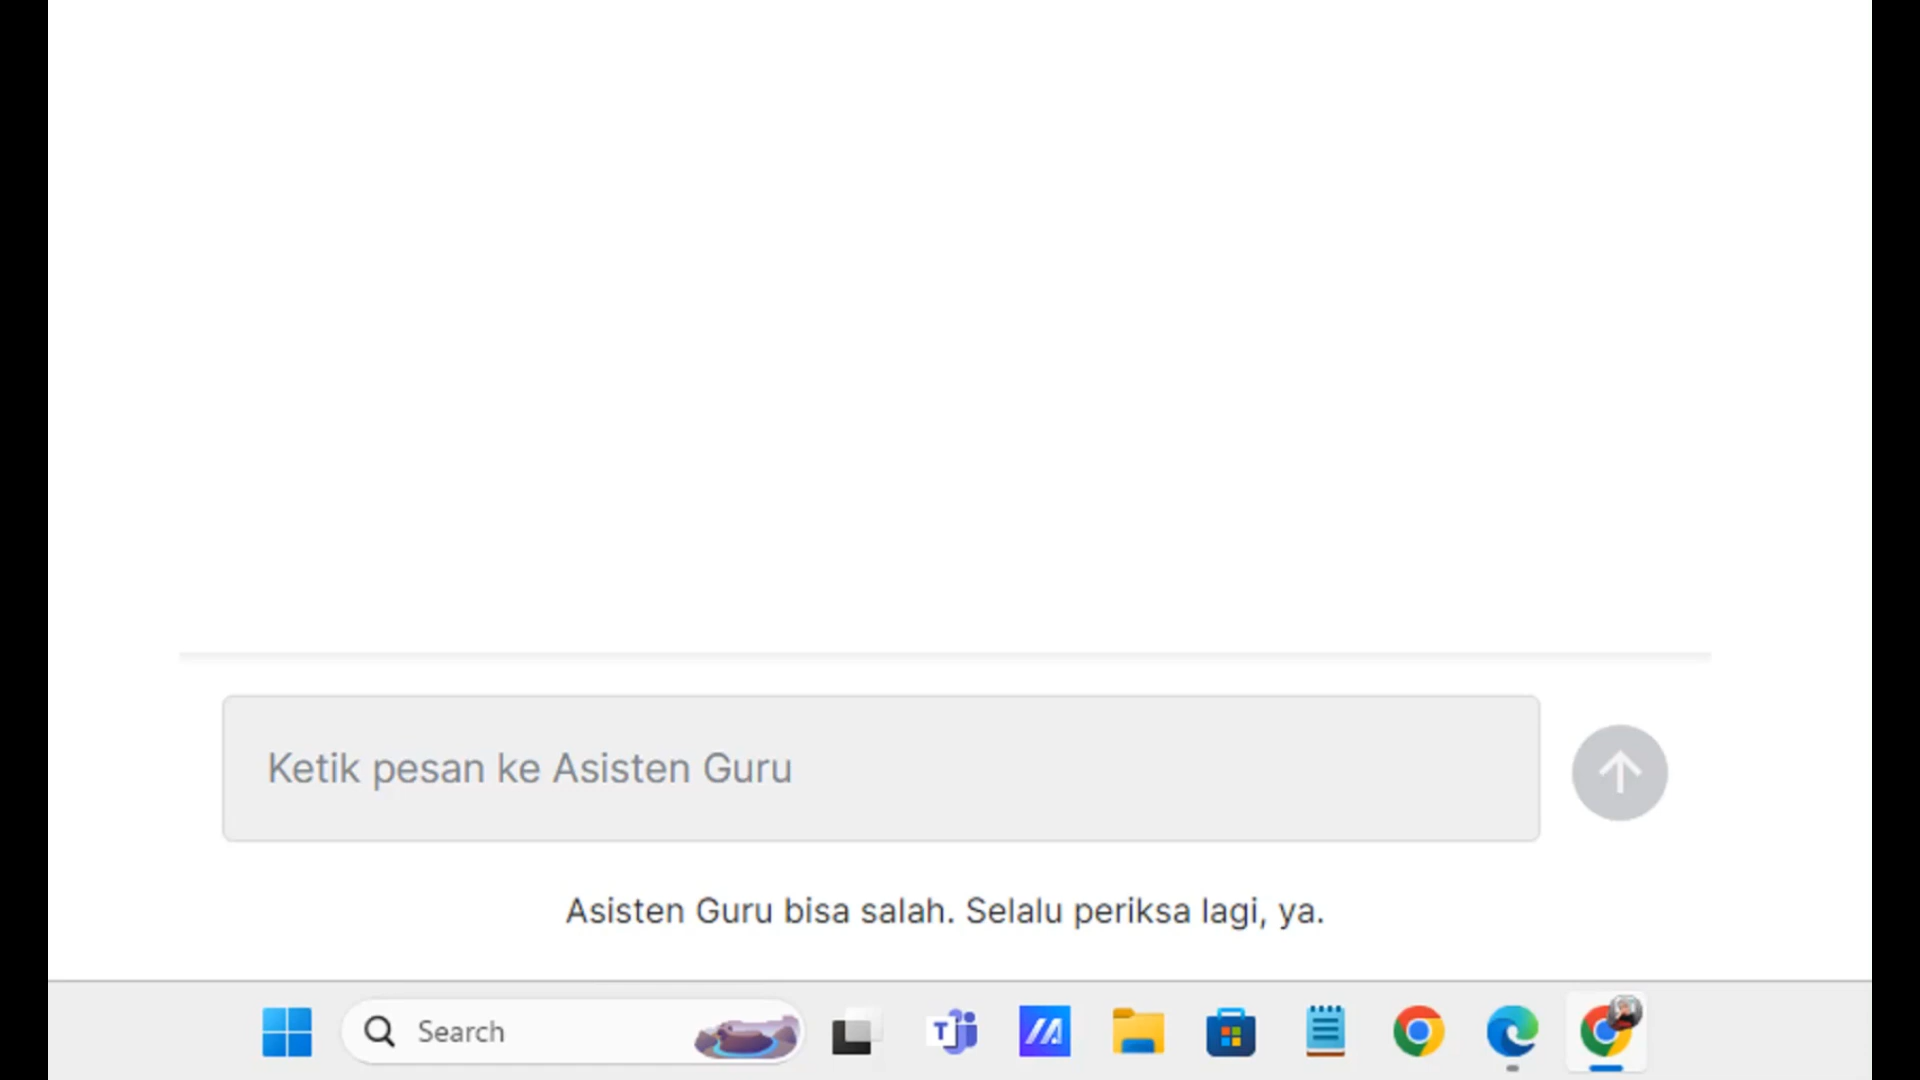 Ketik pesan ke Asisten Guru
Asisten Guru bisa salah. Selalu periksa lagi, ya.
Search